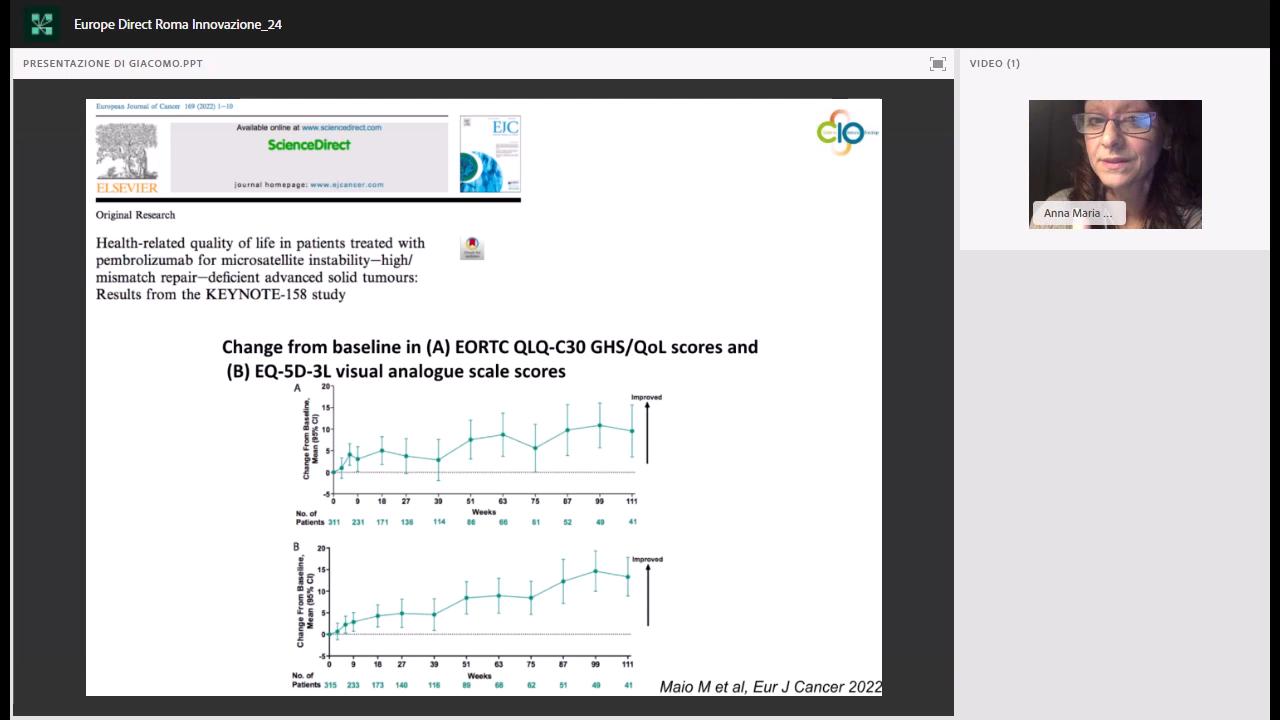 Europe Direct Roma Innovazione_24
PRESENTAZIONE DI GIACOMO.PPT
VIDEO (1)
European Journal of Cancer 169 (2022) 1–10
Available online at www.sciencedirect.com
ScienceDirect
journal homepage: www.ejcancer.com
ELSEVIER
EJC
CIO
Original Research
Health-related quality of life in patients treated with
pembrolizumab for microsatellite instability–high/
mismatch repair–deficient advanced solid tumours:
Results from the KEYNOTE-158 study
Anna Maria ...
Change from baseline in (A) EORTC QLQ-C30 GHS/QoL scores and
(B) EQ-5D-3L visual analogue scale scores
A
Change From Baseline,
Mean (95% CI)
20
15
10
5
0
-5
Improved
0 9 18 27 39 51 63 75 87 99 111
Weeks
No. of
Patients 311 231 171 136 114 86 66 61 52 49 41
B
Change From Baseline,
Mean (95% CI)
20
15
10
5
0
-5
Improved
0 9 18 27 39 51 63 75 87 99 111
Weeks
No. of
Patients 315 233 173 140 116 89 68 62 51 49 41
Maio M et al, Eur J Cancer 2022